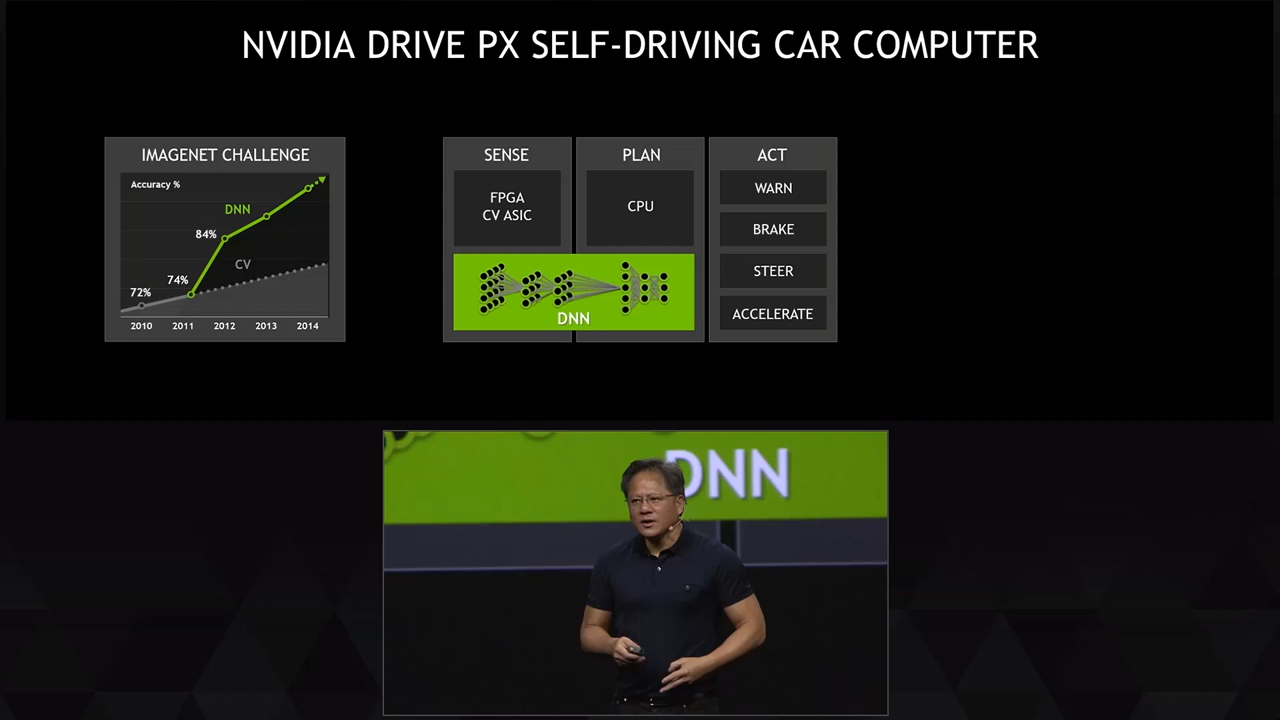 NVIDIA DRIVE PX SELF-DRIVING CAR COMPUTER
IMAGENET CHALLENGE
Accuracy %
DNN
84%
CV
74%
72%
2010 2011 2012 2013 2014
SENSE
FPGA
CV ASIC
PLAN
CPU
DNN
ACT
WARN
BRAKE
STEER
ACCELERATE
DNN